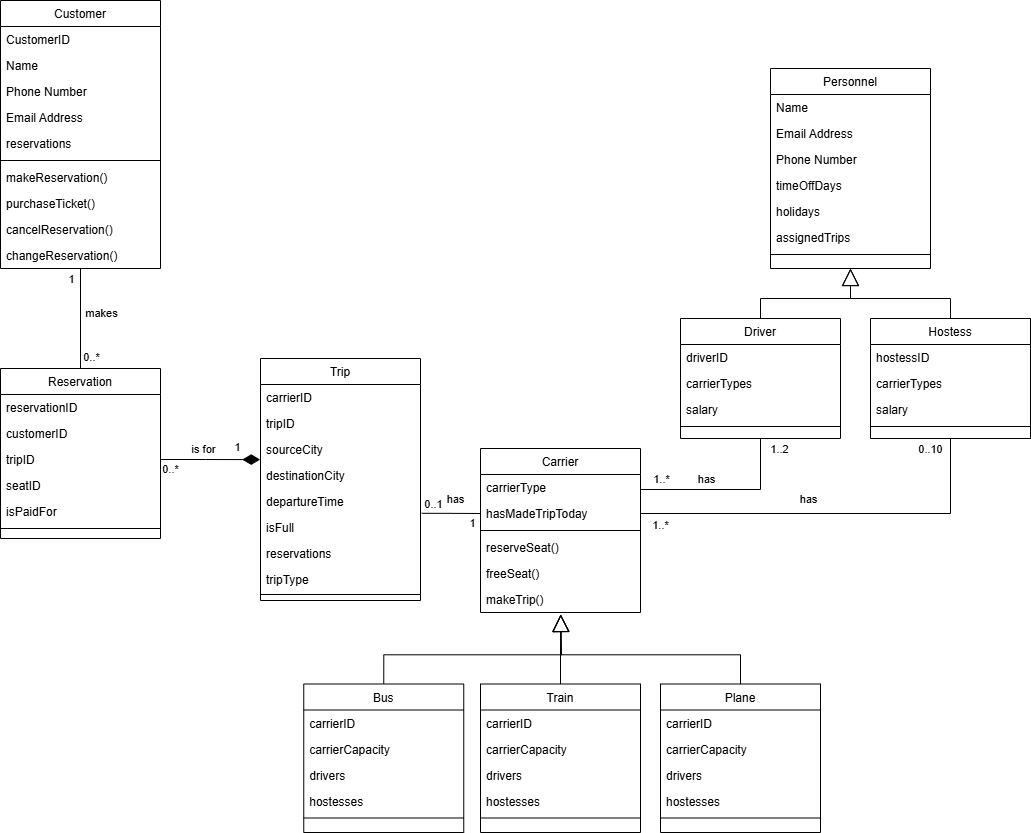 Customer
CustomerID
Name
Phone Number
Email Address
reservations
makeReservation()
purchaseTicket()
cancelReservation()
changeReservation()
1
makes
0..*
Reservation
reservationID
customerID
tripID
seatID
isPaidFor
is for
1
0..*
Trip
carrierID
tripID
sourceCity
destinationCity
departureTime
isFull
reservations
tripType
0..1
has
1
Carrier
carrierType
hasMadeTripToday
reserveSeat()
freeSeat()
makeTrip()
Personnel
Name
Email Address
Phone Number
timeOffDays
holidays
assignedTrips
Driver
driverID
carrierTypes
salary
Hostess
hostessID
carrierTypes
salary
1..2
0..10
1..*
has
has
1..*
Bus
carrierID
carrierCapacity
drivers
hostesses
Train
carrierID
carrierCapacity
drivers
hostesses
Plane
carrierID
carrierCapacity
drivers
hostesses